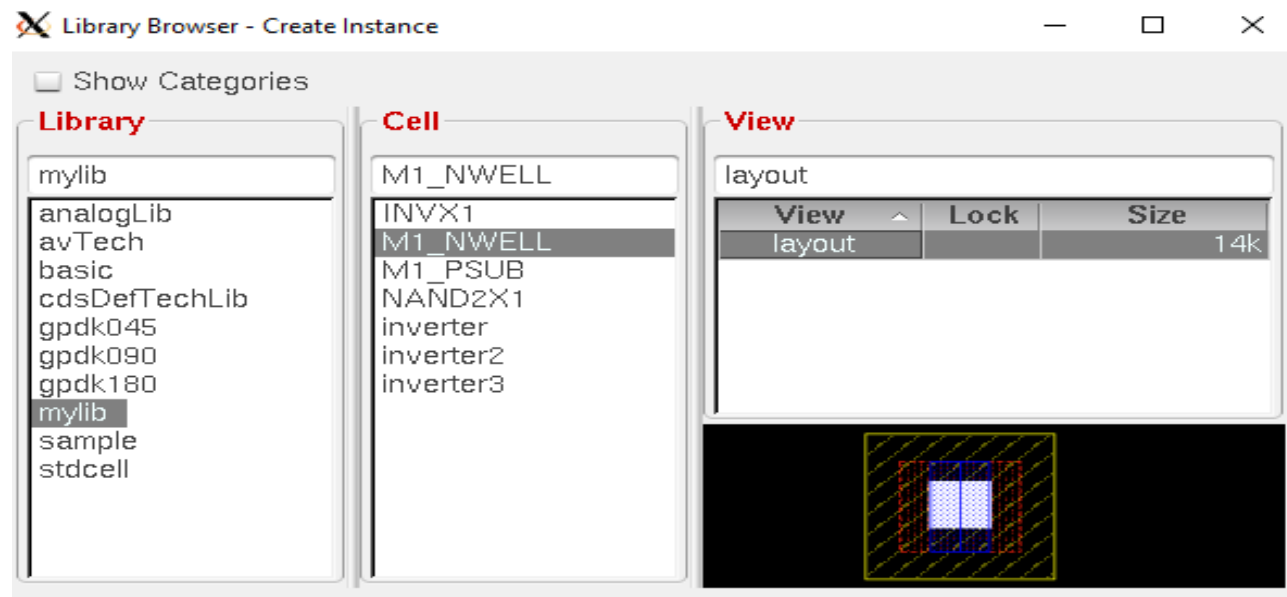 Library Browser - Create Instance
Show Categories
Library
mylib
analogLib
avTech
basic
cdsDefTechLib
gpdk045
gpdk090
gpdk180
mylib
sample
stdcell
Cell
M1_NWELL
INVX1
M1_NWELL
M1_PSUB
NAND2X1
inverter
inverter2
inverter3
View
layout
View Lock Size
layout 14k